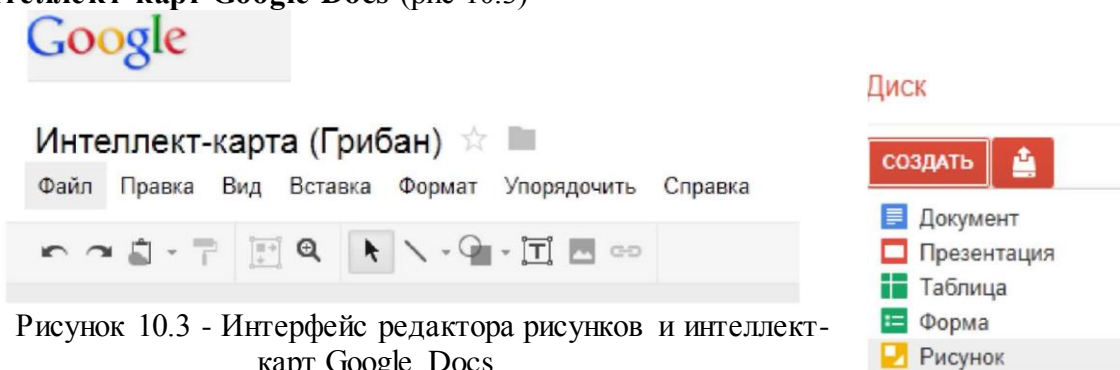 теллект-карт Google Docs (рис 10.3)
Google
Интеллект-карта (Грибан)
Файл Правка Вид Вставка Формат Упорядочить Справка
Рисунок 10.3 - Интерфейс редактора рисунков и интеллект-
карт Google Docs
Диск
СОЗДАТЬ
Документ
Презентация
Таблица
Форма
Рисунок